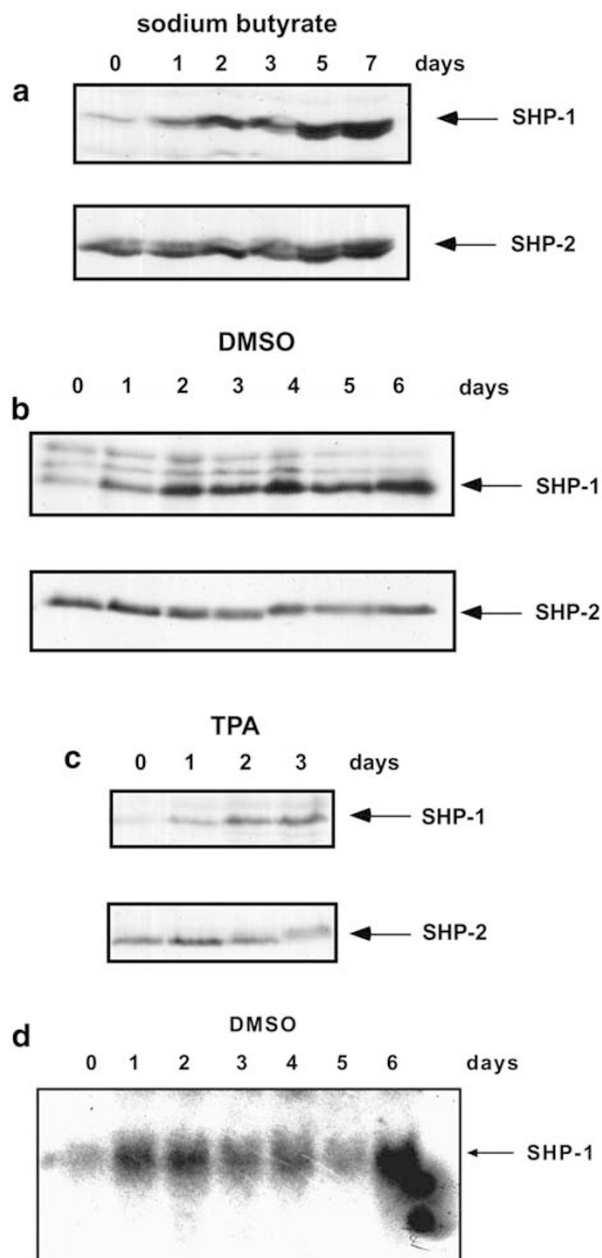 sodium butyrate
0 1 2 3 5 7 days
a
SHP-1
SHP-2
DMSO
0 1 2 3 4 5 6 days
b
SHP-1
SHP-2
TPA
c 0 1 2 3 days
SHP-1
SHP-2
DMSO
d 0 1 2 3 4 5 6 days
SHP-1